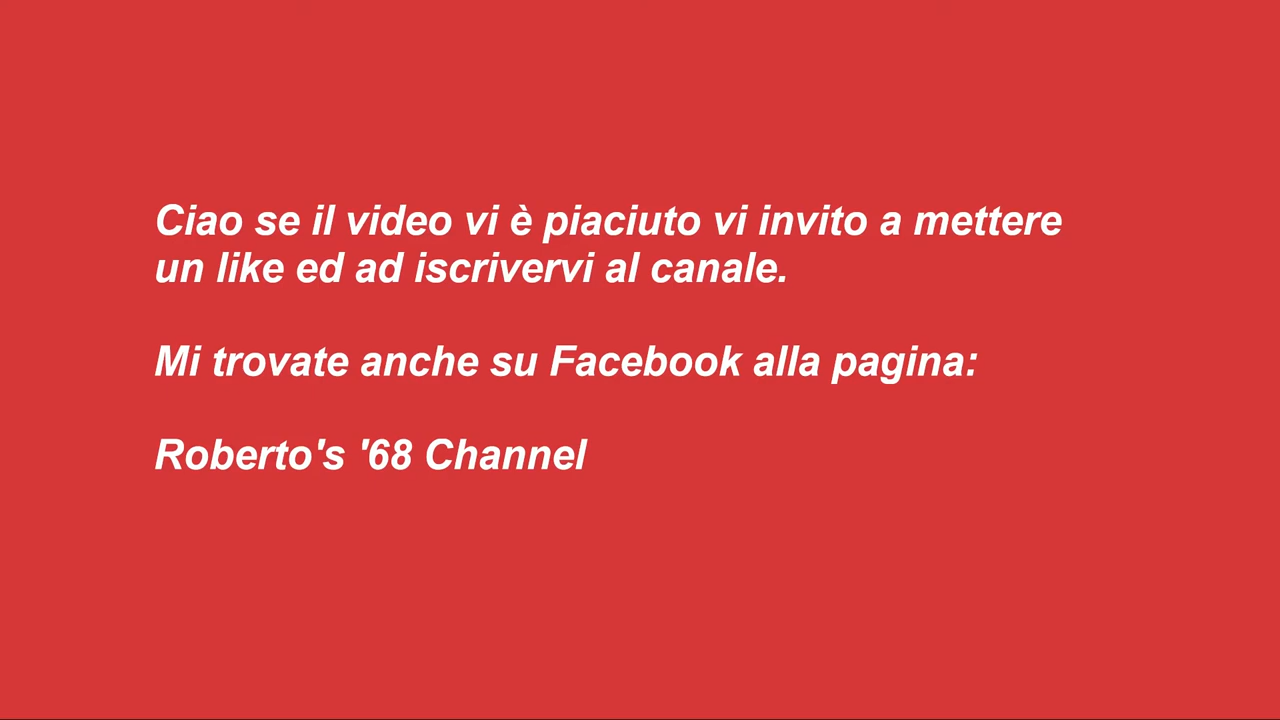 Ciao se il video vi è piaciuto vi invito a mettere
un like ed ad iscrivervi al canale.
Mi trovate anche su Facebook alla pagina:
Roberto's '68 Channel